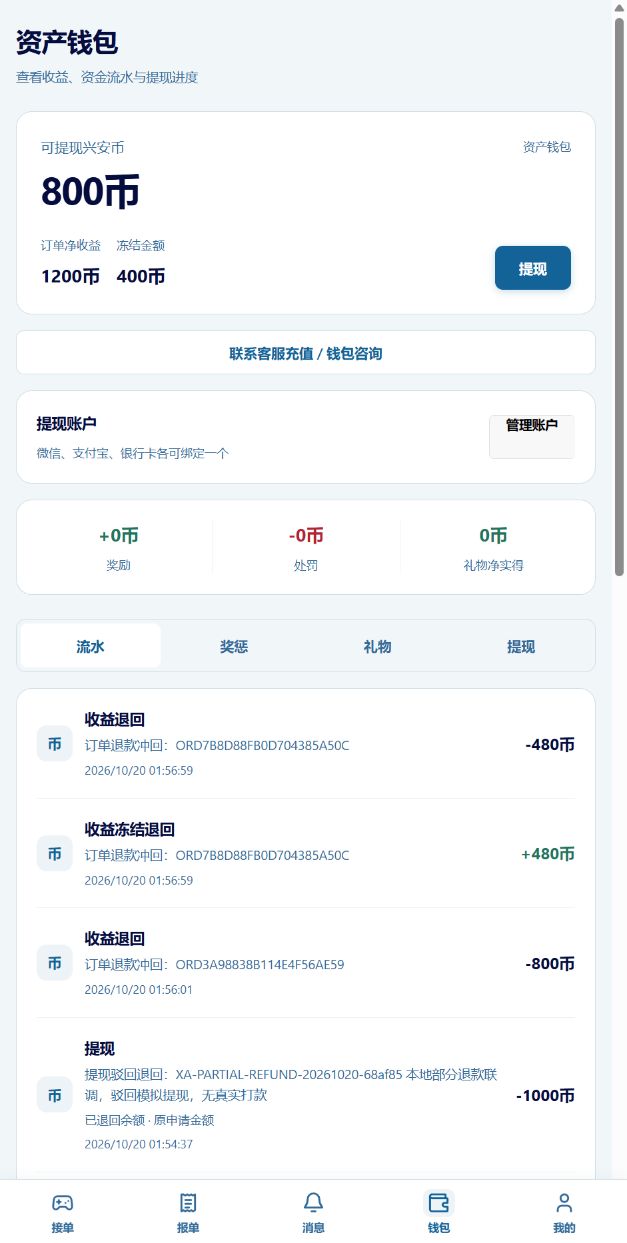 资产钱包
查看收益、资金流水与提现进度
可提现兴安币
资产钱包
800币
订单净收益 冻结金额
1200币 400币
提现
联系客服充值 / 钱包咨询
提现账户
管理账户
微信、支付宝、银行卡各可绑定一个
+0币 -0币 0币
奖励 处罚 礼物净实得
流水 奖惩 礼物 提现
收益退回
币
订单退款冲回：ORD7B8D88FB0D704385A50C
-480币
2026/10/20 01:56:59
收益冻结退回
币
订单退款冲回：ORD7B8D88FB0D704385A50C
+480币
2026/10/20 01:56:59
收益退回
币
订单退款冲回：ORD3A98838B114E4F56AE59
-800币
2026/10/20 01:56:01
提现
提现驳回退回：XA-PARTIAL-REFUND-20261020-68af85 本地部分退款联
币
调，驳回模拟提现，无真实打款
-1000币
已退回余额 · 原申请金额
2026/10/20 01:54:37
接单 报单 消息 钱包 我的